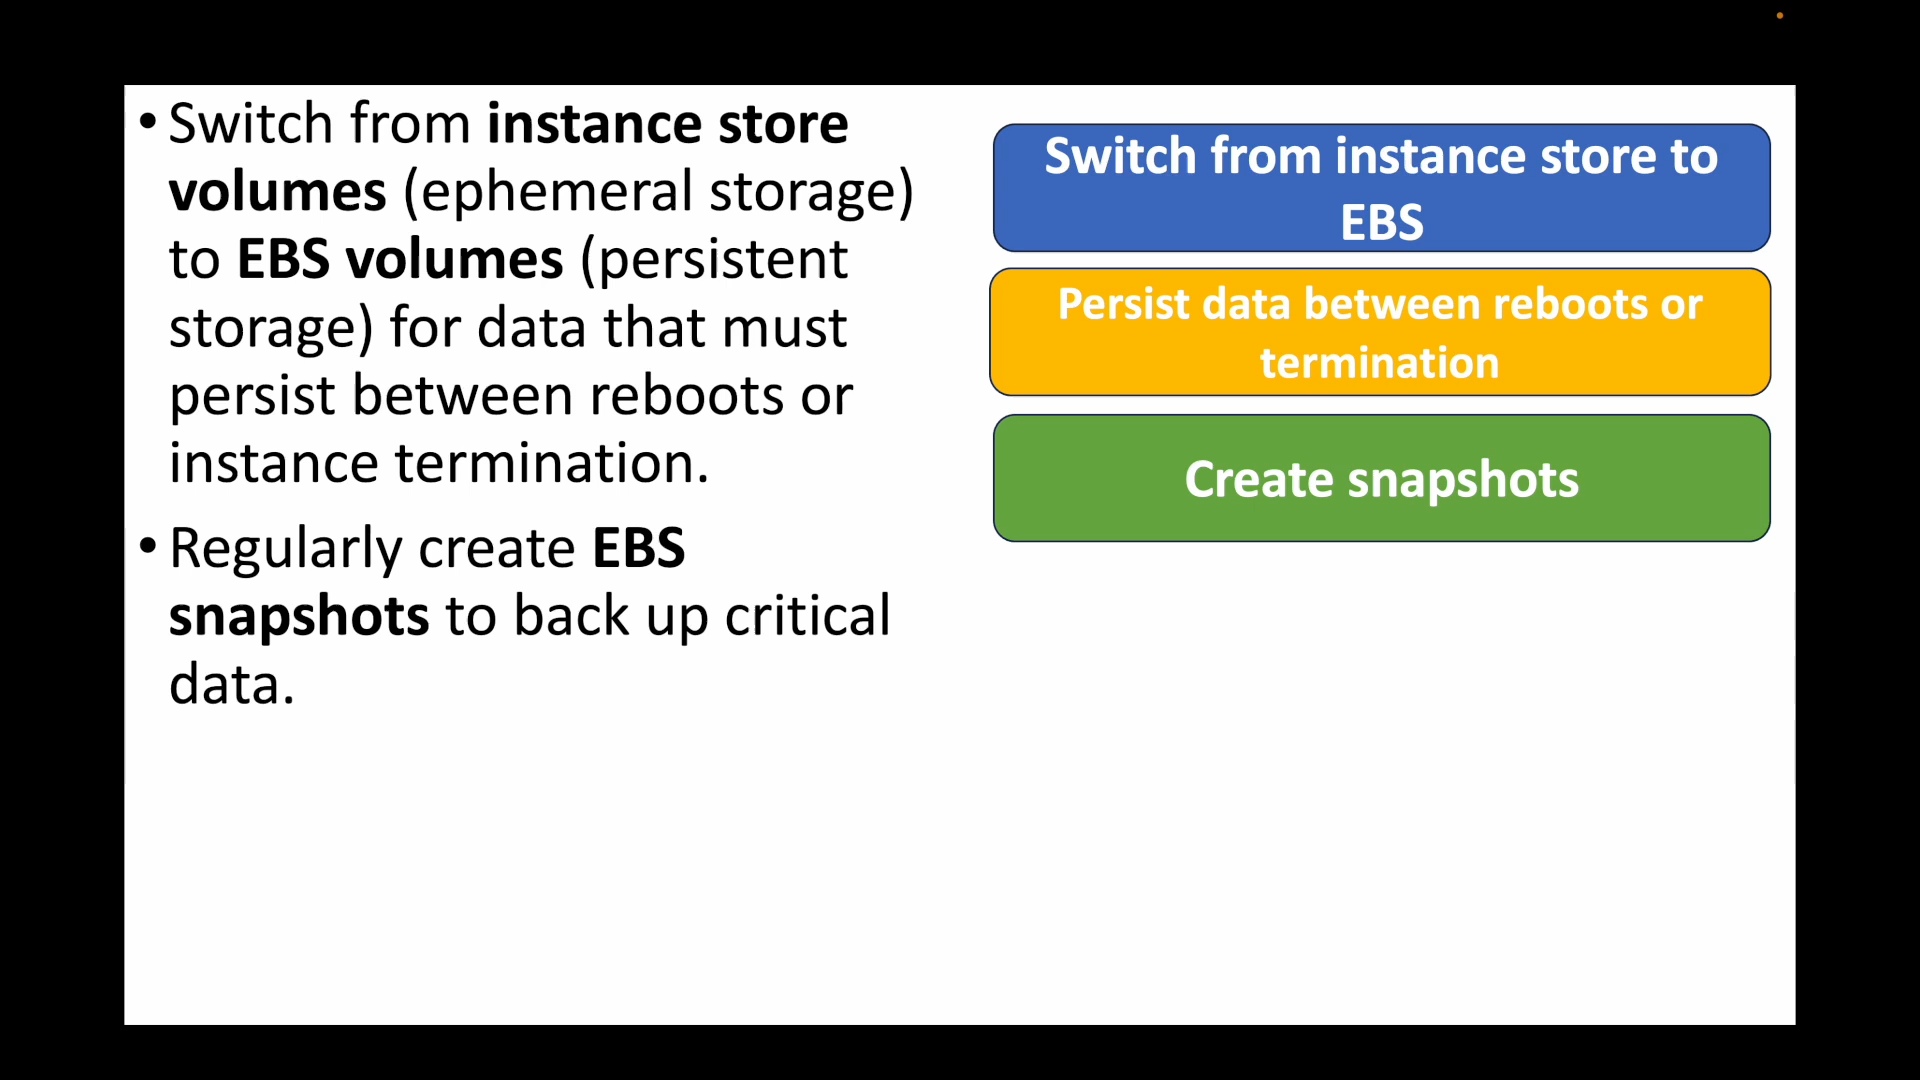 • Switch from instance store
volumes (ephemeral storage)
to EBS volumes (persistent
storage) for data that must
persist between reboots or
instance termination.
• Regularly create EBS
snapshots to back up critical
data.
Switch from instance store to
EBS
Persist data between reboots or
termination
Create snapshots